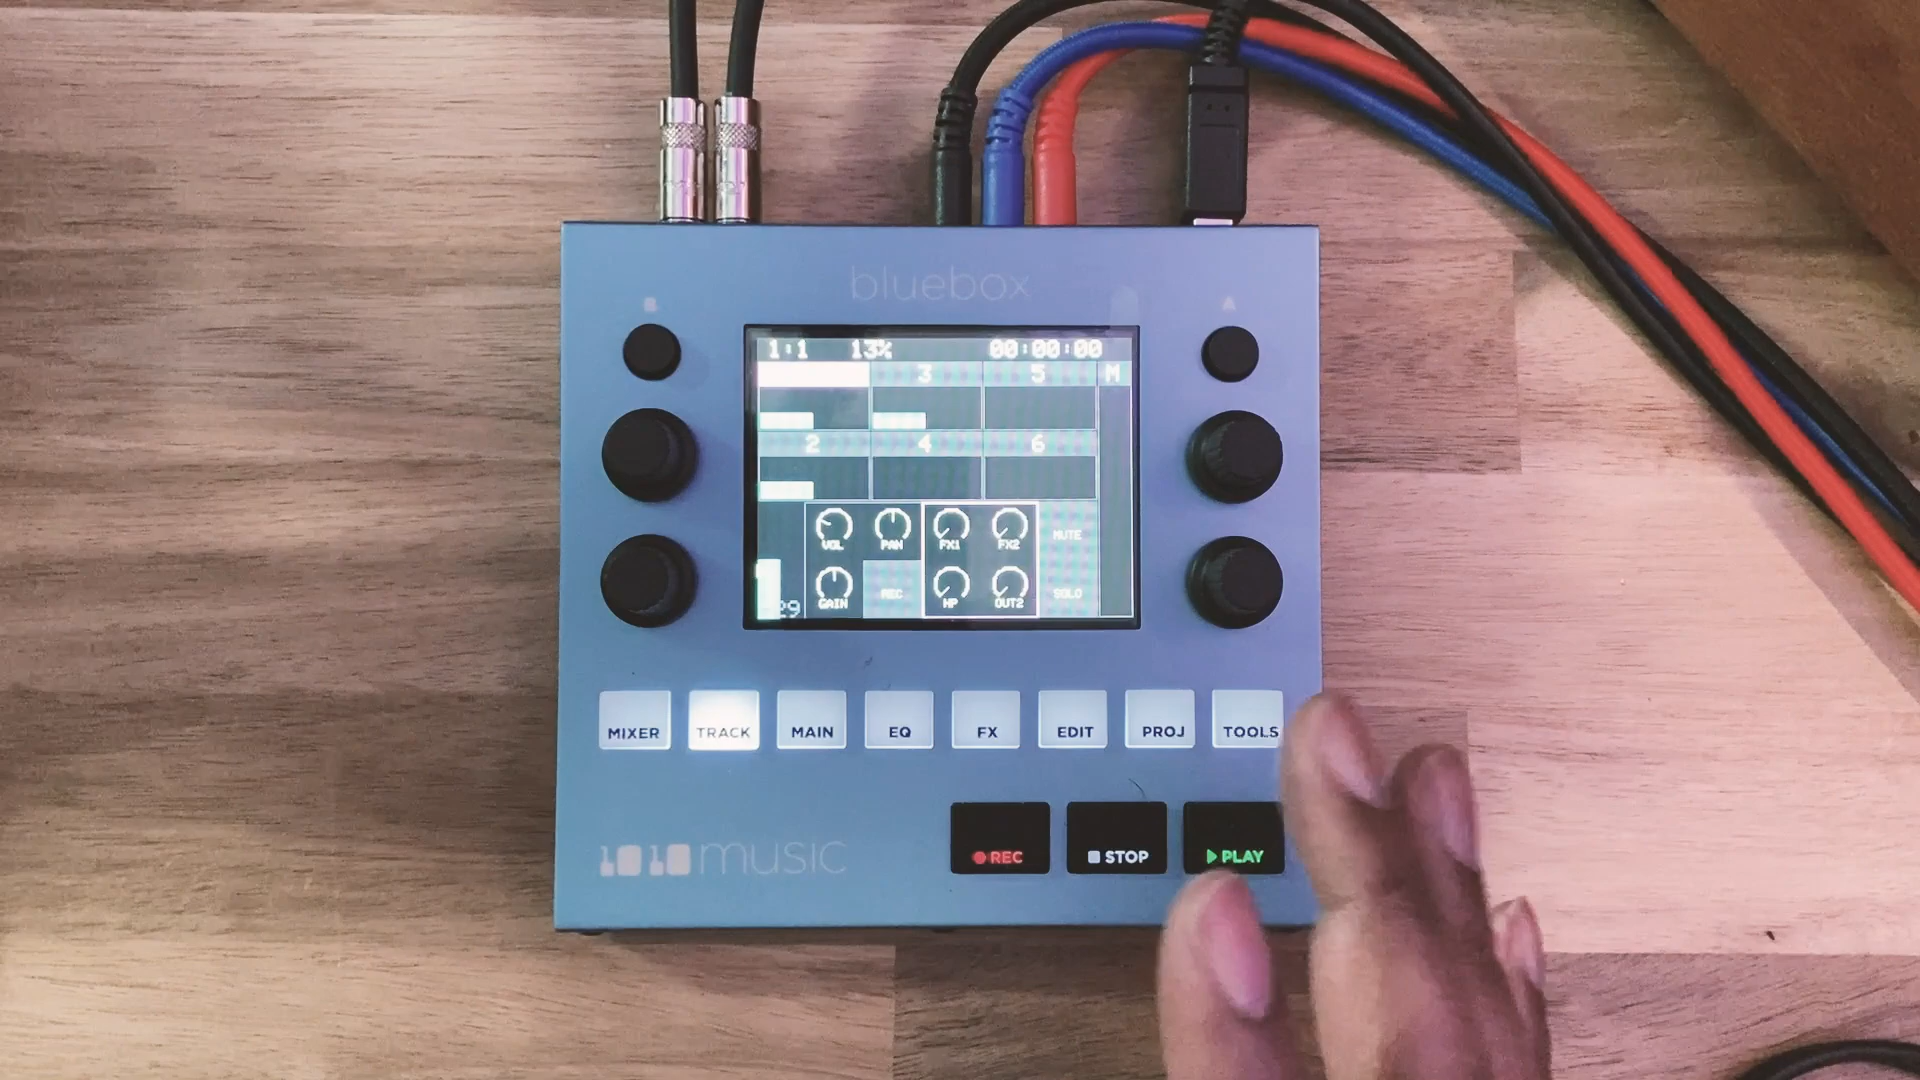 bluebox
B
A
1:1 13% 00:00:00
3 5 M
2 4 6
VOL PAN FX1 FX2 MUTE
GAIN REC HP OUT2 SOLO
MIXER TRACK MAIN EQ FX EDIT PROJ TOOLS
REC STOP PLAY
1010music